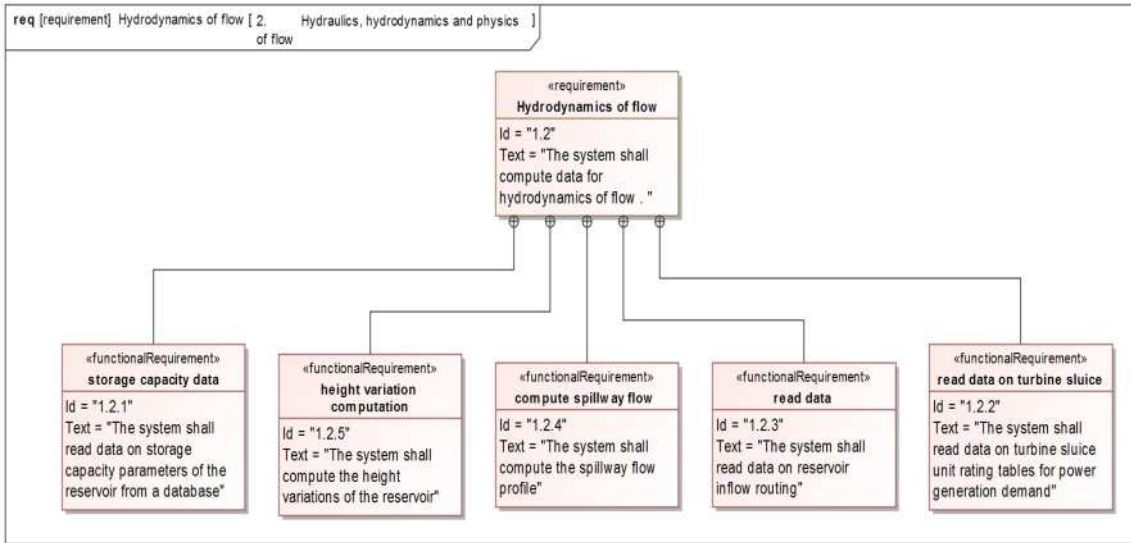 req [requirement] Hydrodynamics of flow [ 2. Hydraulics, hydrodynamics and physics ]
of flow
«requirement»
Hydrodynamics of flow
Id = "1.2"
Text = "The system shall
compute data for
hydrodynamics of flow . "
«functionalRequirement»
storage capacity data
Id = "1.2.1"
Text = "The system shall
read data on storage
capacity parameters of the
reservoir from a database"
«functionalRequirement»
height variation
computation
Id = "1.2.5"
Text = "The system shall
compute the height
variations of the reservoir"
«functionalRequirement»
compute spillway flow
Id = "1.2.4"
Text = "The system shall
compute the spillway flow
profile"
«functionalRequirement»
read data
Id = "1.2.3"
Text = "The system shall
read data on reservoir
inflow routing"
«functionalRequirement»
read data on turbine sluice
Id = "1.2.2"
Text = "The system shall
read data on turbine sluice
unit rating tables for power
generation demand"